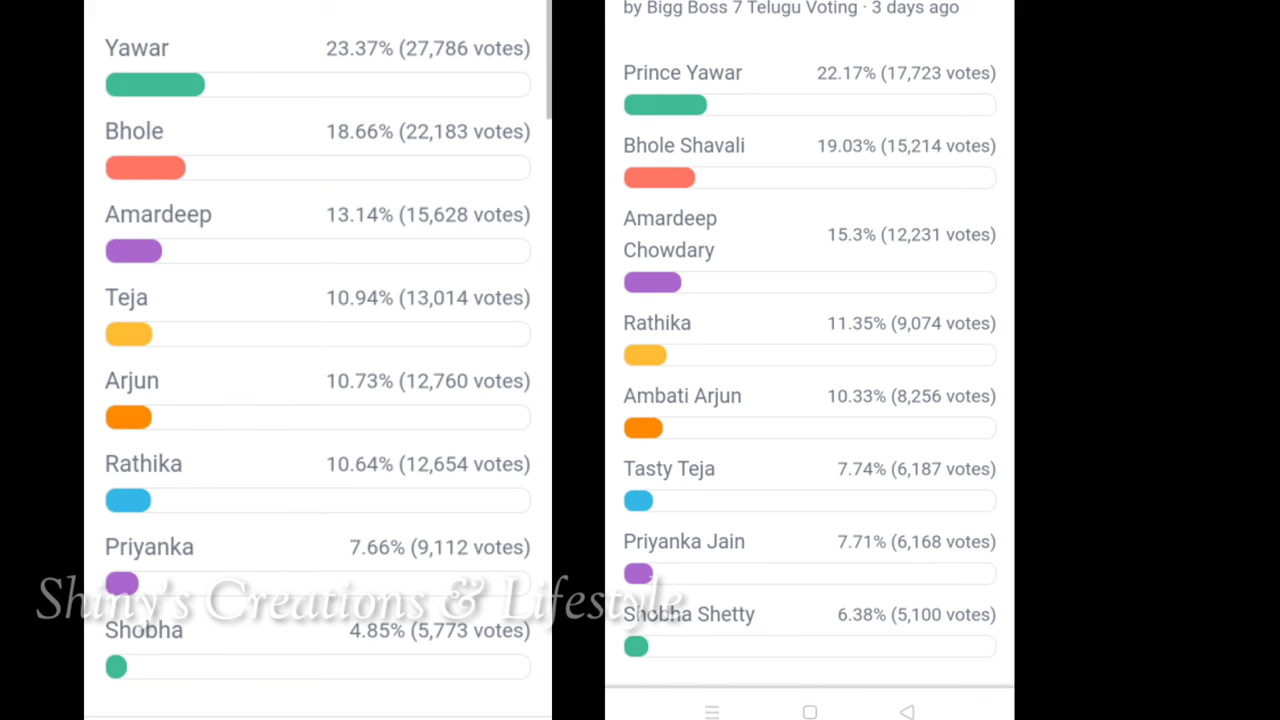 Yawar 23.37% (27,786 votes)
Bhole 18.66% (22,183 votes)
Amardeep 13.14% (15,628 votes)
Teja 10.94% (13,014 votes)
Arjun 10.73% (12,760 votes)
Rathika 10.64% (12,654 votes)
Priyanka 7.66% (9,112 votes)
Shobha 4.85% (5,773 votes)
by Bigg Boss 7 Telugu Voting · 3 days ago
Prince Yawar 22.17% (17,723 votes)
Bhole Shavali 19.03% (15,214 votes)
Amardeep
Chowdary 15.3% (12,231 votes)
Rathika 11.35% (9,074 votes)
Ambati Arjun 10.33% (8,256 votes)
Tasty Teja 7.74% (6,187 votes)
Priyanka Jain 7.71% (6,168 votes)
Shobha Shetty 6.38% (5,100 votes)
Shiny's Creations & Lifestyle